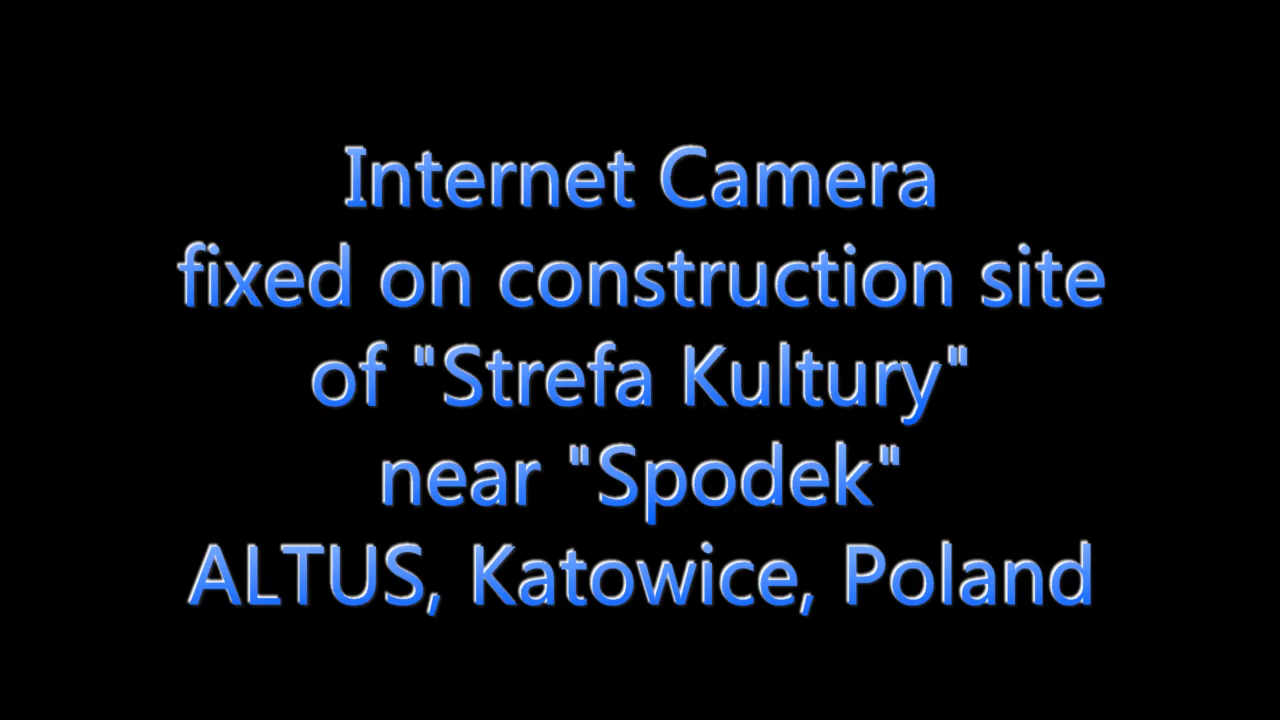 Internet Camera
fixed on construction site
of "Strefa Kultury"
near "Spodek"
ALTUS, Katowice, Poland